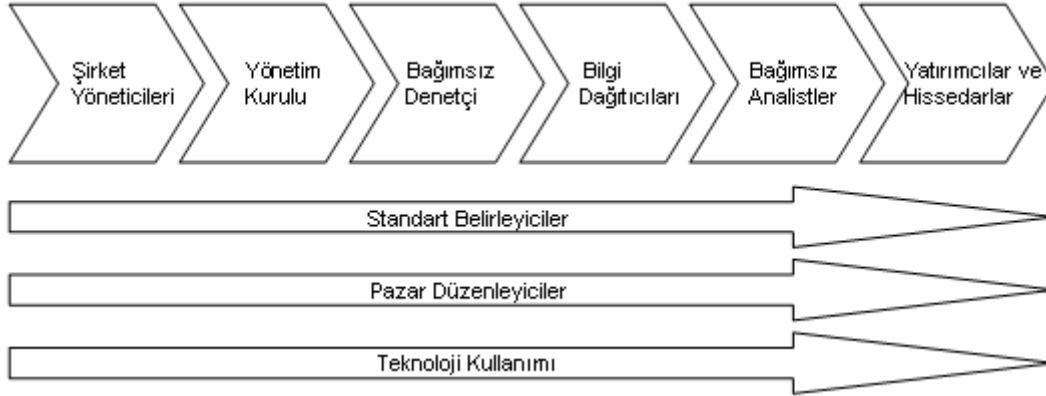 Şirket
Yöneticileri
Yönetim
Kurulu
Bağımsız
Denetçi
Bilgi
Dağıtıcıları
Bağımsız
Analistler
Yatırımcılar ve
Hissedarlar
Standart Belirleyiciler
Pazar Düzenleyiciler
Teknoloji Kullanımı